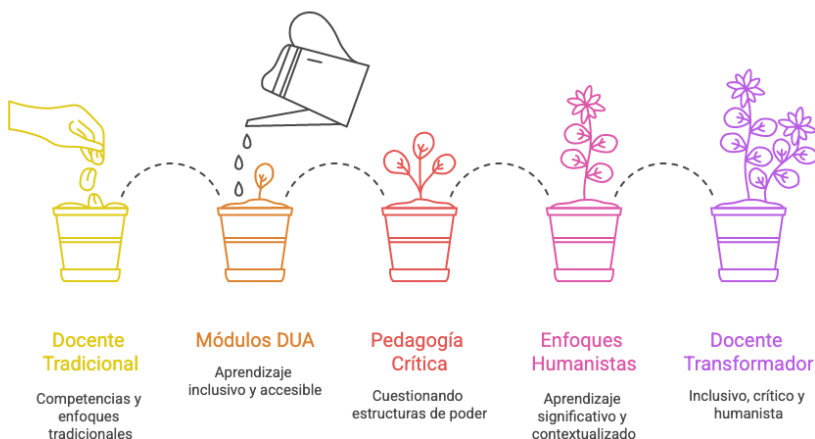 Docente
Tradicional
Competencias y
enfoques
tradicionales
Módulos DUA
Aprendizaje
inclusivo y accesible
Pedagogía
Crítica
Cuestionando
estructuras de poder
Enfoques
Humanistas
Aprendizaje
significativo y
contextualizado
Docente
Transformador
Inclusivo, crítico y
humanista